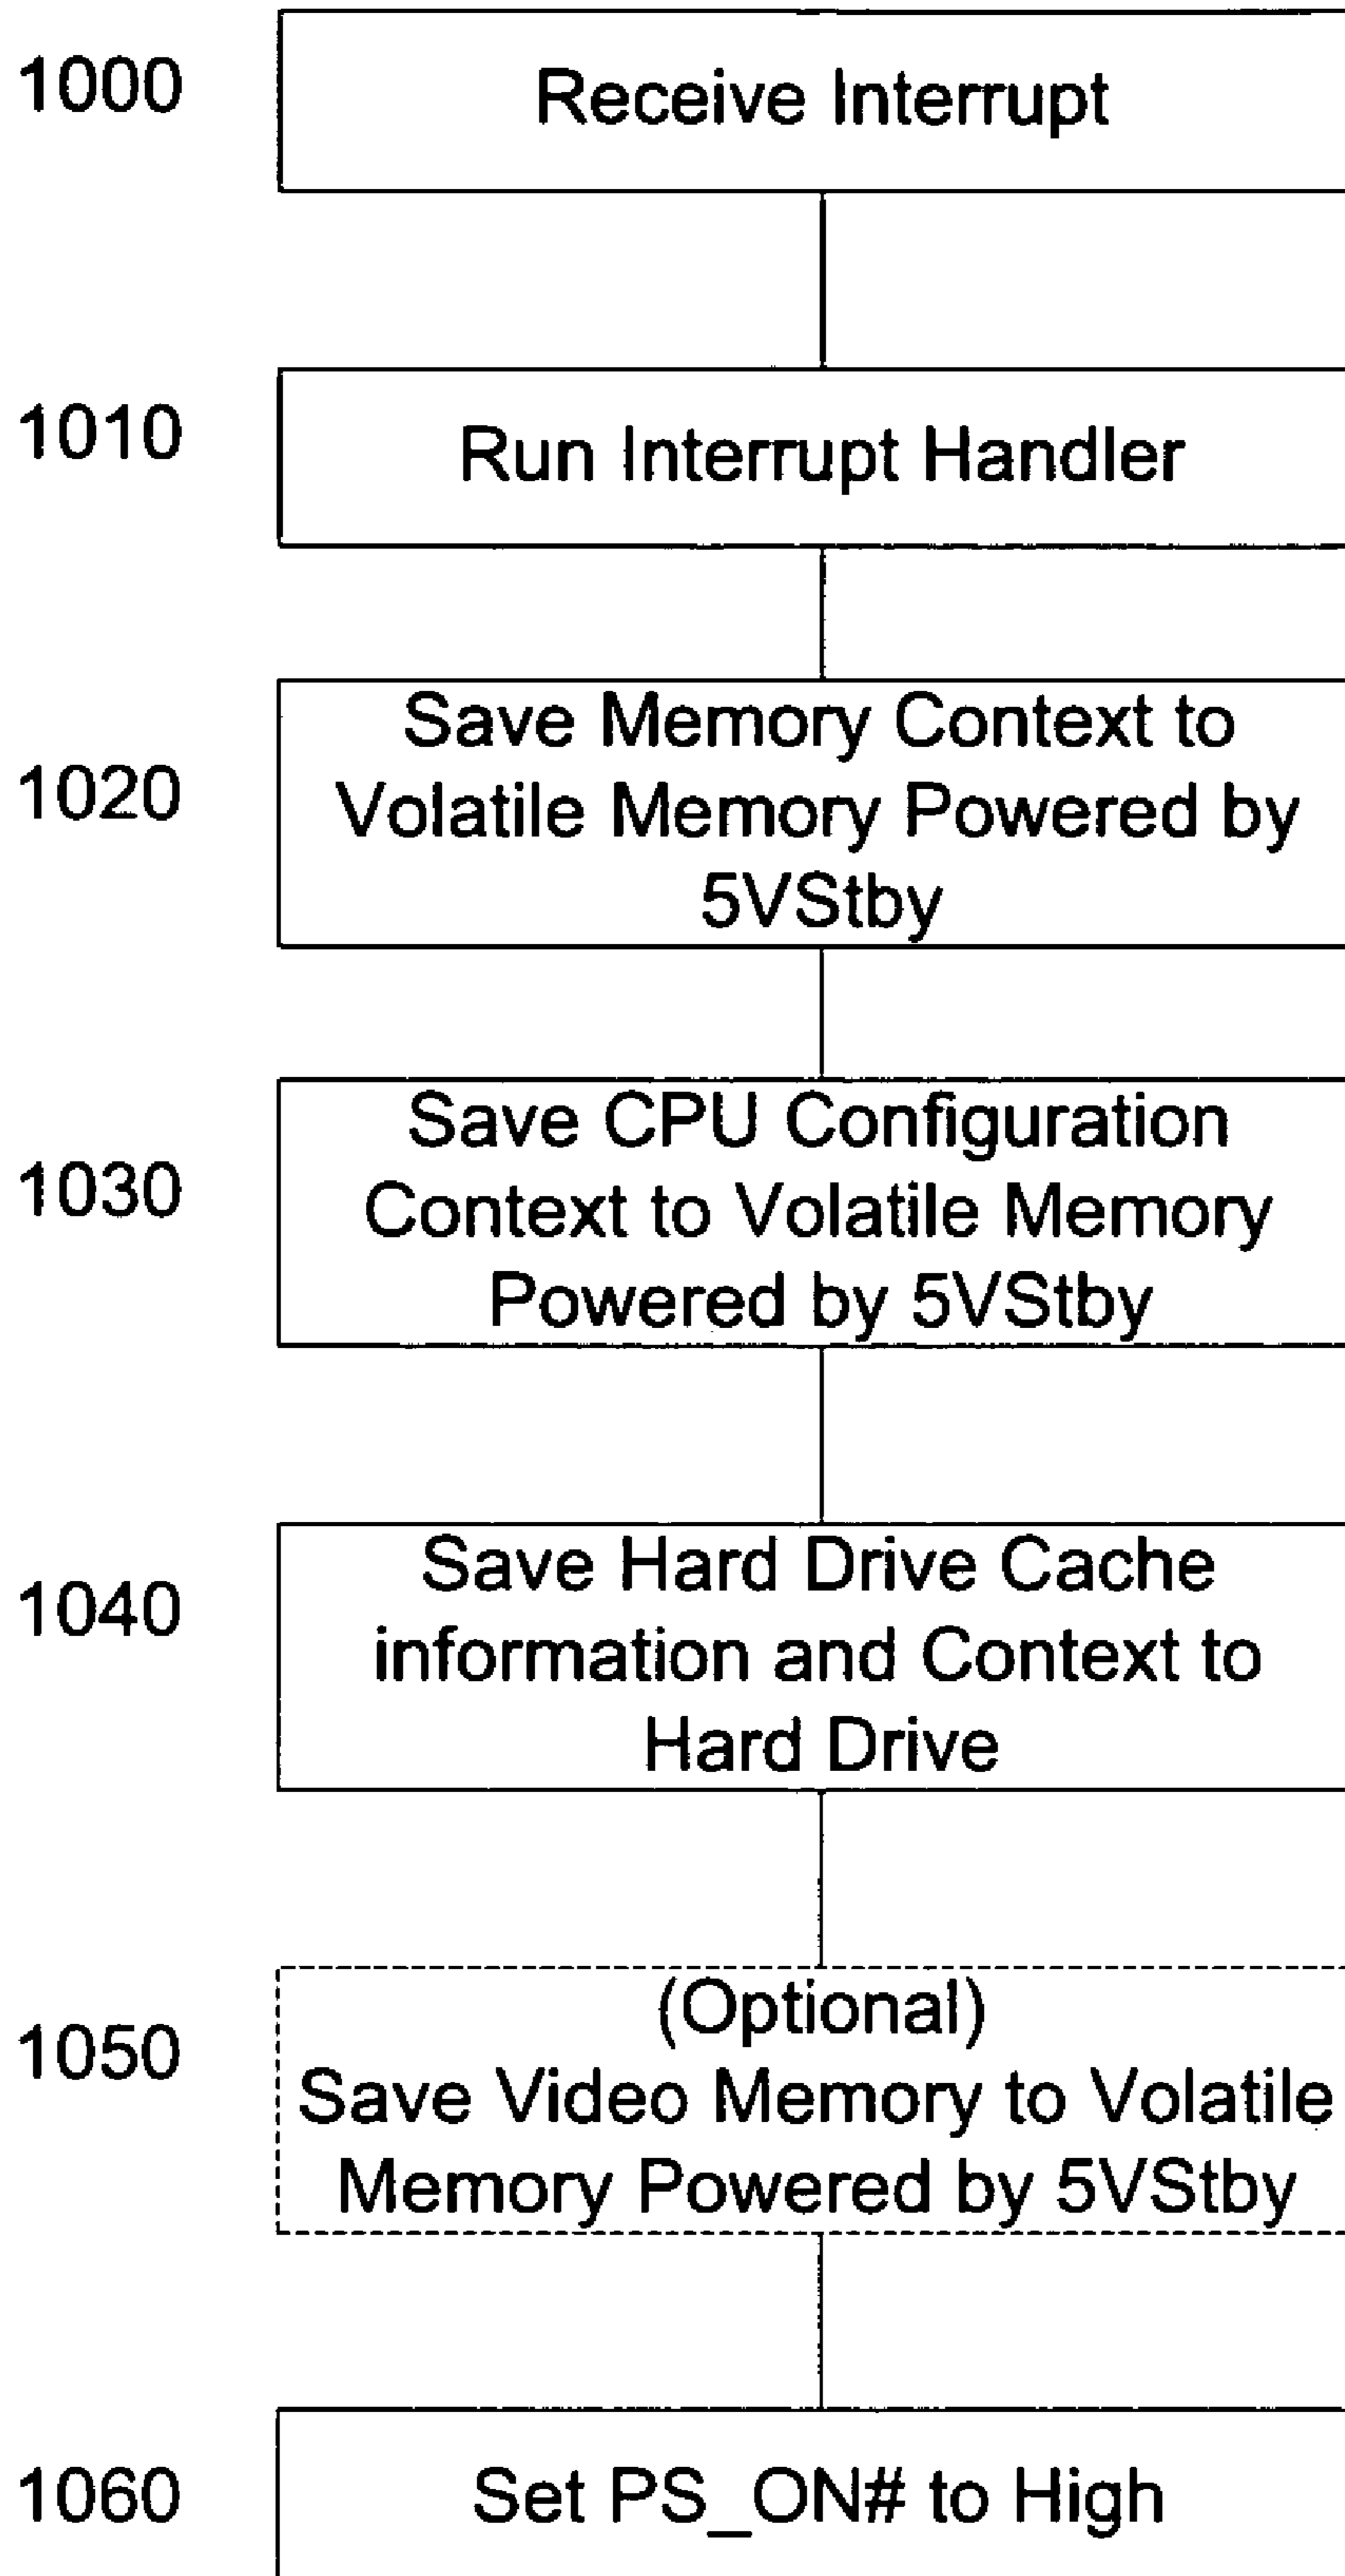 1000
Receive Interrupt
1010
Run Interrupt Handler
1020
Save Memory Context to
Volatile Memory Powered by
5VStby
1030
Save CPU Configuration
Context to Volatile Memory
Powered by 5VStby
1040
Save Hard Drive Cache
information and Context to
Hard Drive
1050
(Optional)
Save Video Memory to Volatile
Memory Powered by 5VStby
1060
Set PS_ON# to High